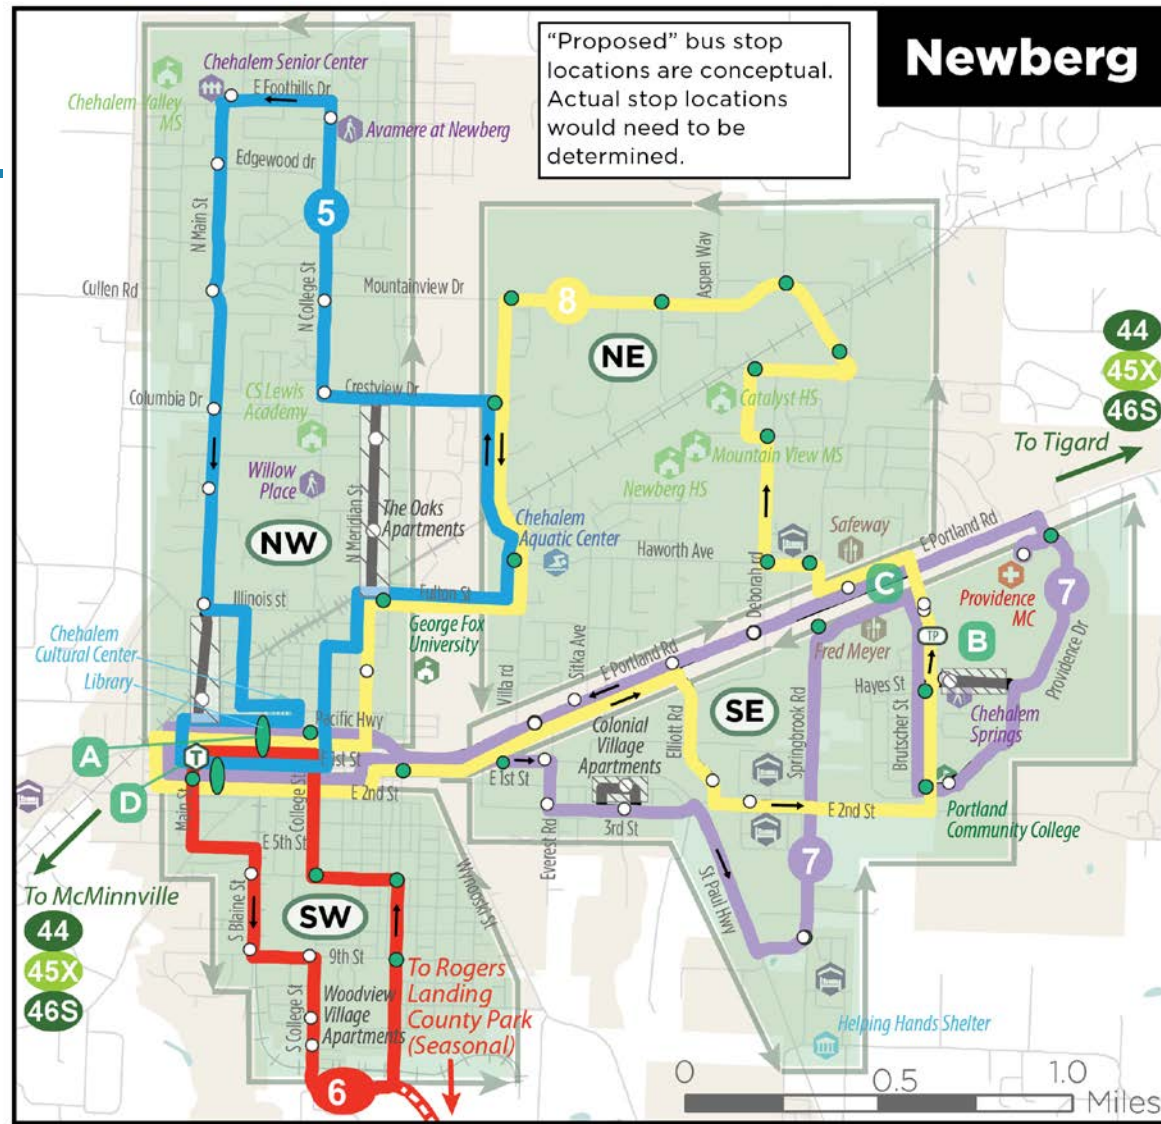 Newberg
"Proposed" bus stop
locations are conceptual.
Actual stop locations
would need to be
determined.
Chehalem Senior Center
E Foothills Dr
Chehalem Valley
MS
Avamere at Newberg
Edgewood dr
5
N Main St
N College St
Cullen Rd
Mountainview Dr
Aspen Way
8
NE
44
45X
46S
To Tigard
Columbia Dr
CS Lewis
Academy
Crestview Dr
Catalyst HS
Mountain View MS
Newberg HS
Willow
Place
N Meridian St
The Oaks
Apartments
NW
Chehalem
Aquatic Center
Haworth Ave
Safeway
E Portland Rd
Deborah rd
C
Illinois st
Fulton St
George Fox
University
Providence
MC
7
Fred Meyer
TP
B
Chehalem
Cultural Center
Library
Villa rd
Sitka Ave
E Portland Rd
Hayes St
Providence Dr
Chehalem
Springs
Pacific Hwy
SE
Elliott Rd
Springbrook Rd
Brutscher St
Colonial
Village
Apartments
A
T
E 1st St
E 1st St
D
E 2nd St
E 2nd St
Main St
College St
Everest Rd
3rd St
Portland
Community College
E 5th St
7
To McMinnville
44
45X
46S
S Blaine St
SW
Wynooski St
St Paul Hwy
9th St
To Rogers
Landing
County Park
(Seasonal)
S College St
Woodview
Village
Apartments
6
Helping Hands Shelter
0
0.5
1.0
Miles